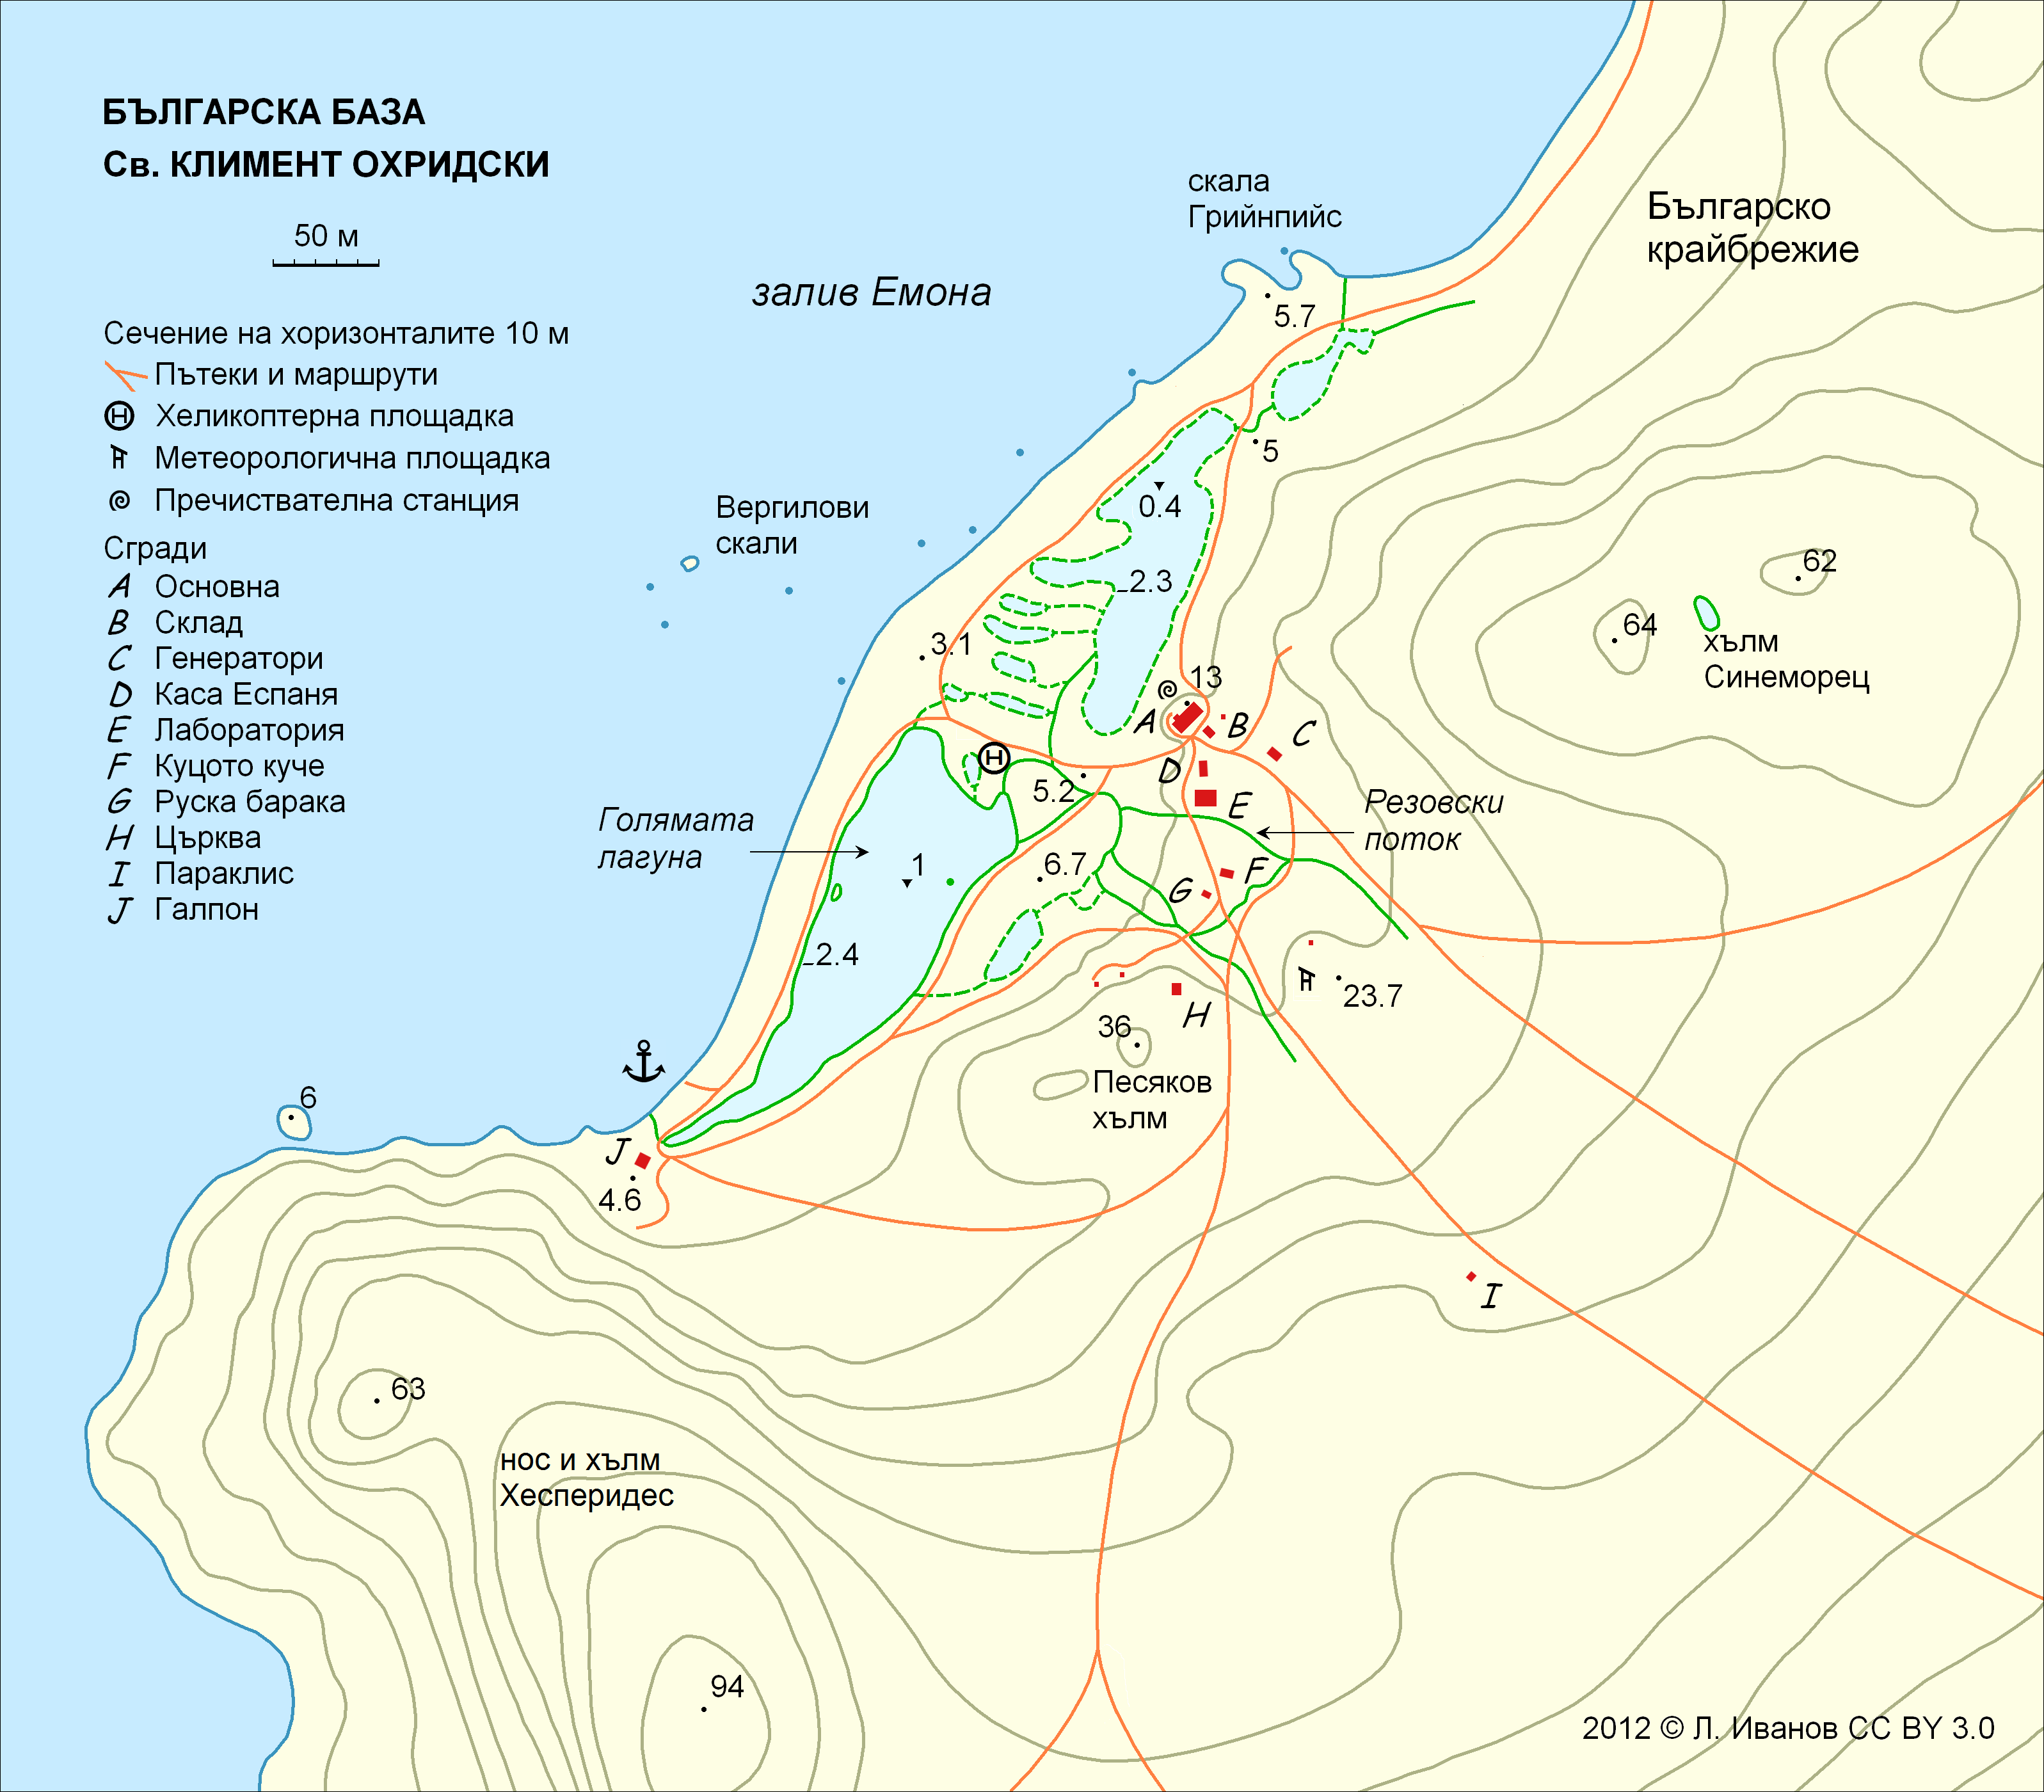 БЪЛГАРСКА БАЗА
Св. КЛИМЕНТ ОХРИДСКИ
50 м
Сечение на хоризонталите 10 м
Пътеки и маршрути
H Хеликоптерна площадка
Метеорологична площадка
Пречиствателна станция
Сгради
A Основна
B Склад
C Генератори
D Каса Еспаня
E Лаборатория
F Куцото куче
G Руска барака
H Църква
I Параклис
J Галпон
залив Емона
скала
Грийнпийс
Българско
крайбрежие
5.7
5
0.4
2.3
Вергилови
скали
3.1
62
64
хълм
Синеморец
13
A
B
C
D
E
H
5.2
Голямата
лагуна
1
6.7
Резовски
поток
F
G
2.4
23.7
H
36
Песяков
хълм
6
J
4.6
I
63
нос и хълм
Хесперидес
94
2012 © Л. Иванов CC BY 3.0